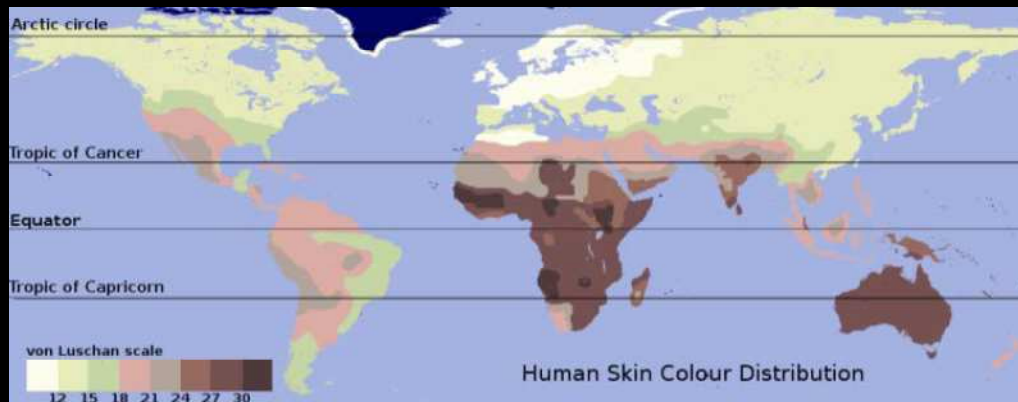 Arctic circle
Tropic of Cancer
Equator
Tropic of Capricorn
von Luschan scale
12 15 18 21 24 27 30
Human Skin Colour Distribution